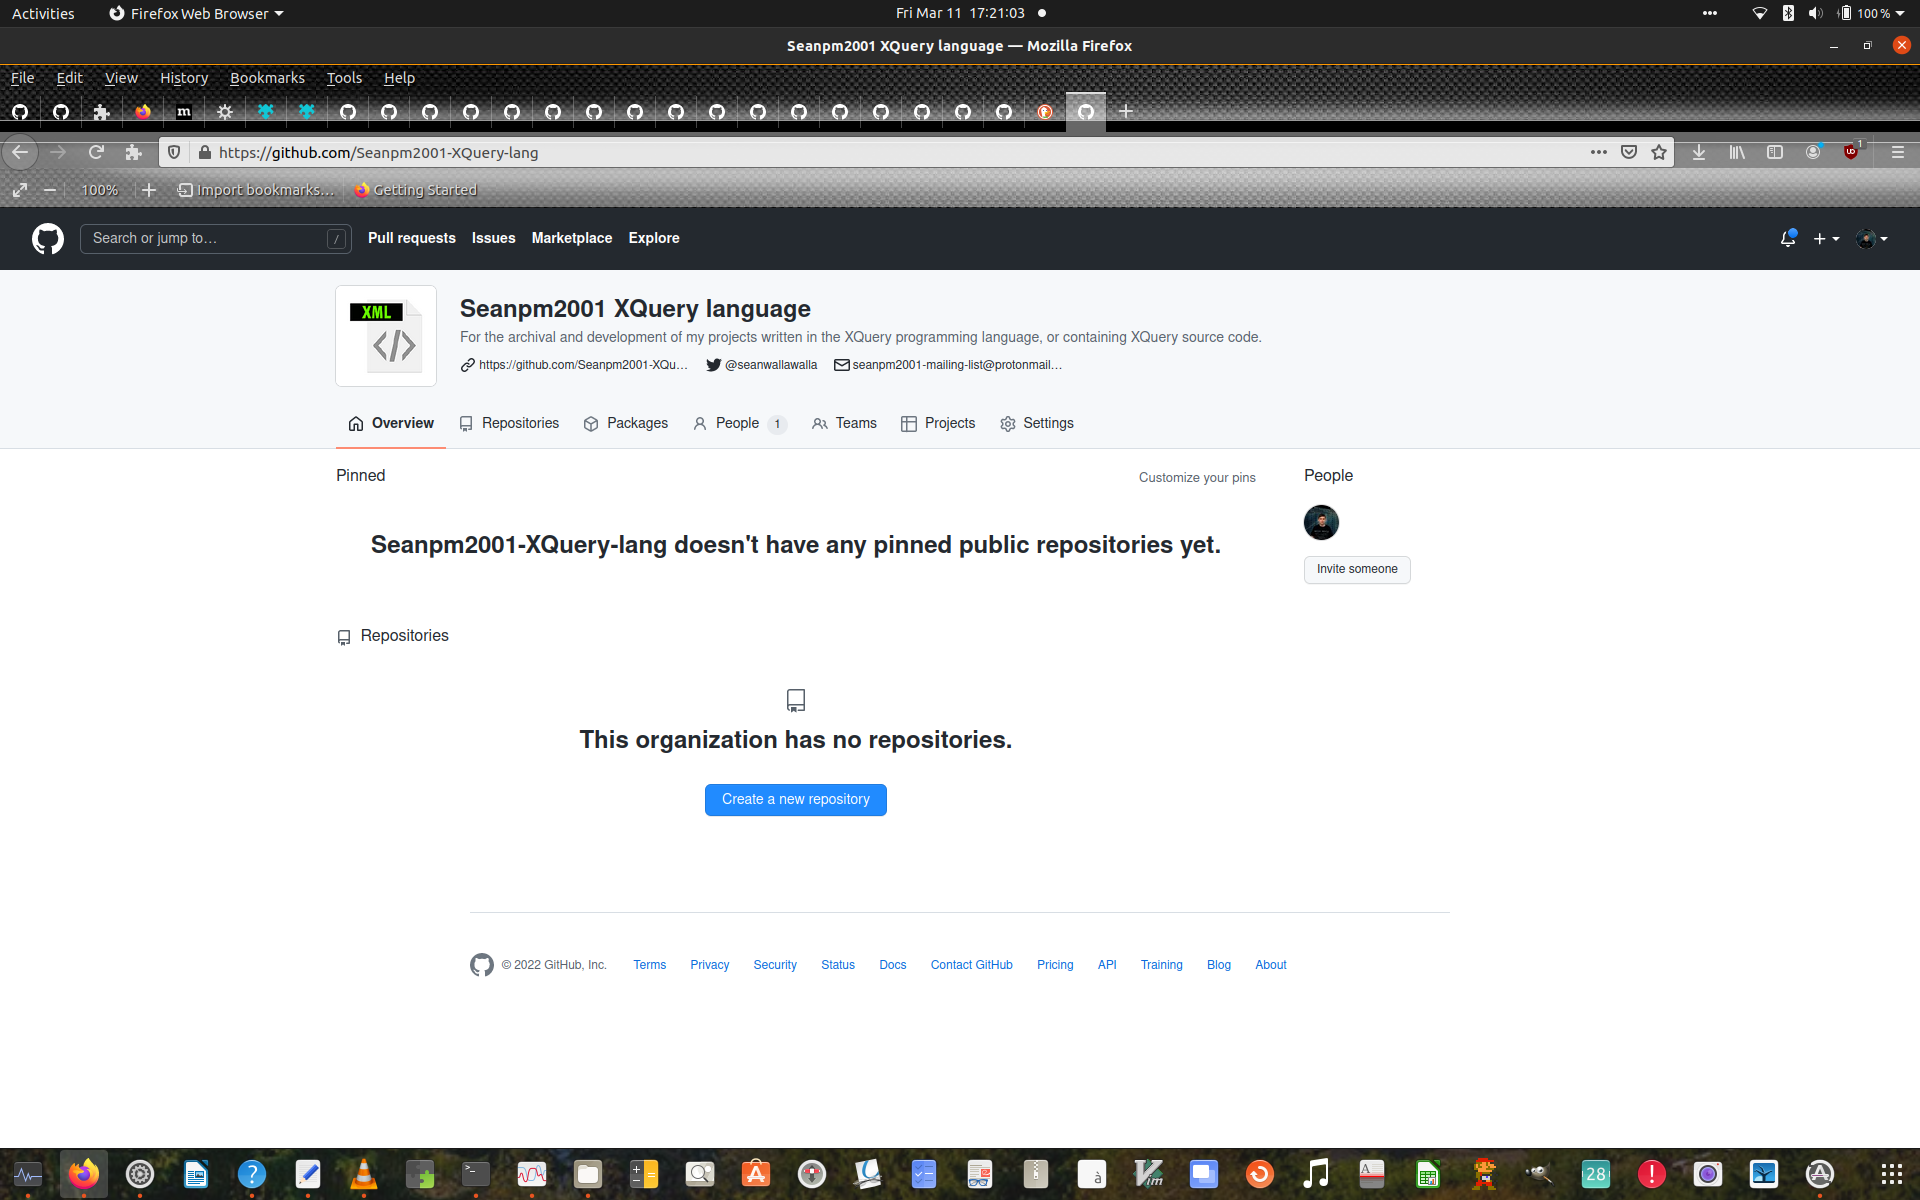 Activities Firefox Web Browser Fri Mar 11 17:21:03 100 %
Seanpm2001 XQuery language — Mozilla Firefox
File Edit View History Bookmarks Tools Help
m
https://github.com/Seanpm2001-XQuery-lang 1
100% Import bookmarks… Getting Started
Search or jump to… / Pull requests Issues Marketplace Explore
XML
Seanpm2001 XQuery language
For the archival and development of my projects written in the XQuery programming language, or containing XQuery source code.
https://github.com/Seanpm2001-XQu… @seanwallawalla seanpm2001-mailing-list@protonmail…
Overview Repositories Packages People 1 Teams Projects Settings
Pinned Customize your pins People
Seanpm2001-XQuery-lang doesn't have any pinned public repositories yet.
Invite someone
Repositories
This organization has no repositories.
Create a new repository
© 2022 GitHub, Inc. Terms Privacy Security Status Docs Contact GitHub Pricing API Training Blog About
28